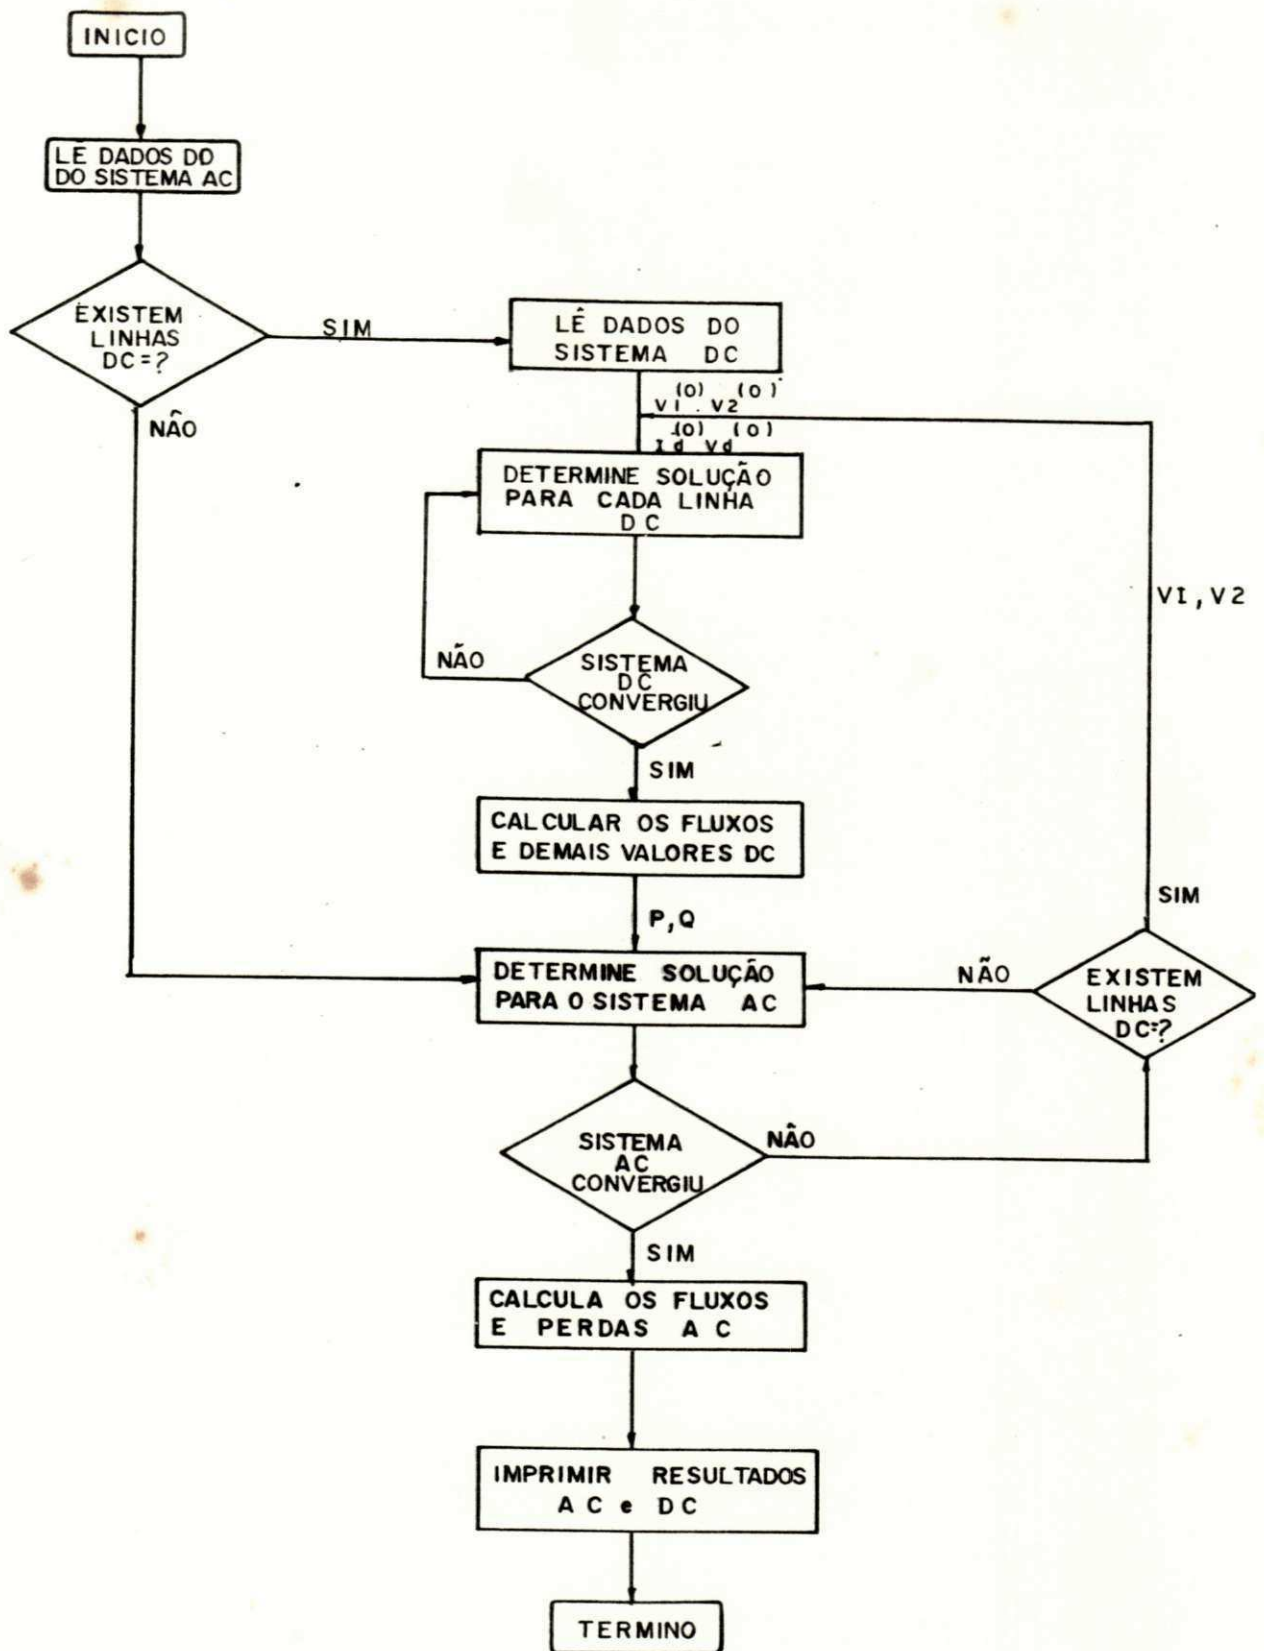 INICIO
LÊ DADOS DO
DO SISTEMA AC
EXISTEM
LINHAS
DC=?
SIM
NÃO
LÊ DADOS DO
SISTEMA DC
(0) (0)
V1 . V2
(0) (0)
Id Vd
DETERMINE SOLUÇÃO
PARA CADA LINHA
DC
NÃO
SISTEMA
DC
CONVERGIU
SIM
CALCULAR OS FLUXOS
E DEMAIS VALORES DC
P,Q
DETERMINE SOLUÇÃO
PARA O SISTEMA AC
NÃO
EXISTEM
LINHAS
DC=?
SIM
V1,V2
SISTEMA
AC
CONVERGIU
NÃO
SIM
CALCULA OS FLUXOS
E PERDAS AC
IMPRIMIR RESULTADOS
AC e DC
TERMINO